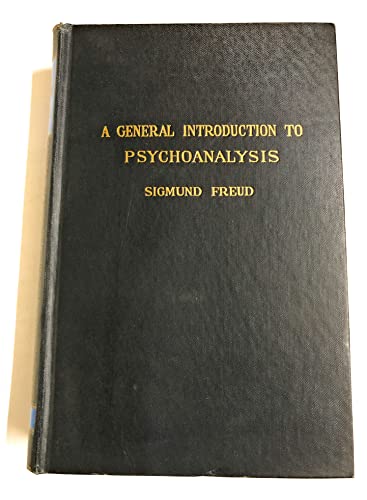 A GENERAL INTRODUCTION TO
PSYCHOANALYSIS
SIGMUND FREUD